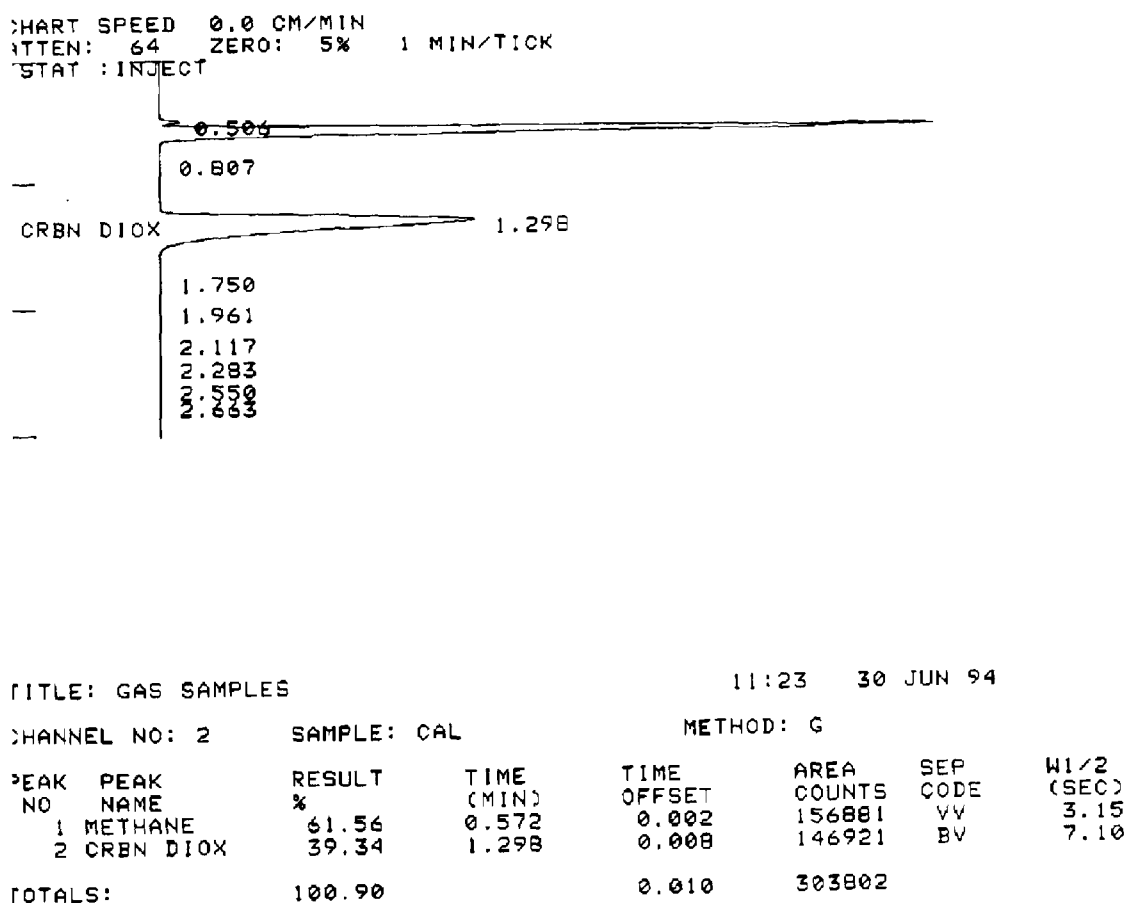 CHART SPEED 0.0 CM/MIN
ATTEN: 64 ZERO: 5% 1 MIN/TICK
STAT :INJECT
0.506
0.807
CRBN DIOX 1.298
1.750
1.961
2.117
2.283
2.550
2.663
TITLE: GAS SAMPLES 11:23 30 JUN 94
CHANNEL NO: 2 SAMPLE: CAL METHOD: G
PEAK PEAK RESULT TIME TIME AREA SEP W1/2
NO NAME % (MIN) OFFSET COUNTS CODE (SEC)
1 METHANE 61.56 0.572 0.002 156881 VV 3.15
2 CRBN DIOX 39.34 1.298 0.008 146921 BV 7.10
TOTALS: 100.90 0.010 303802